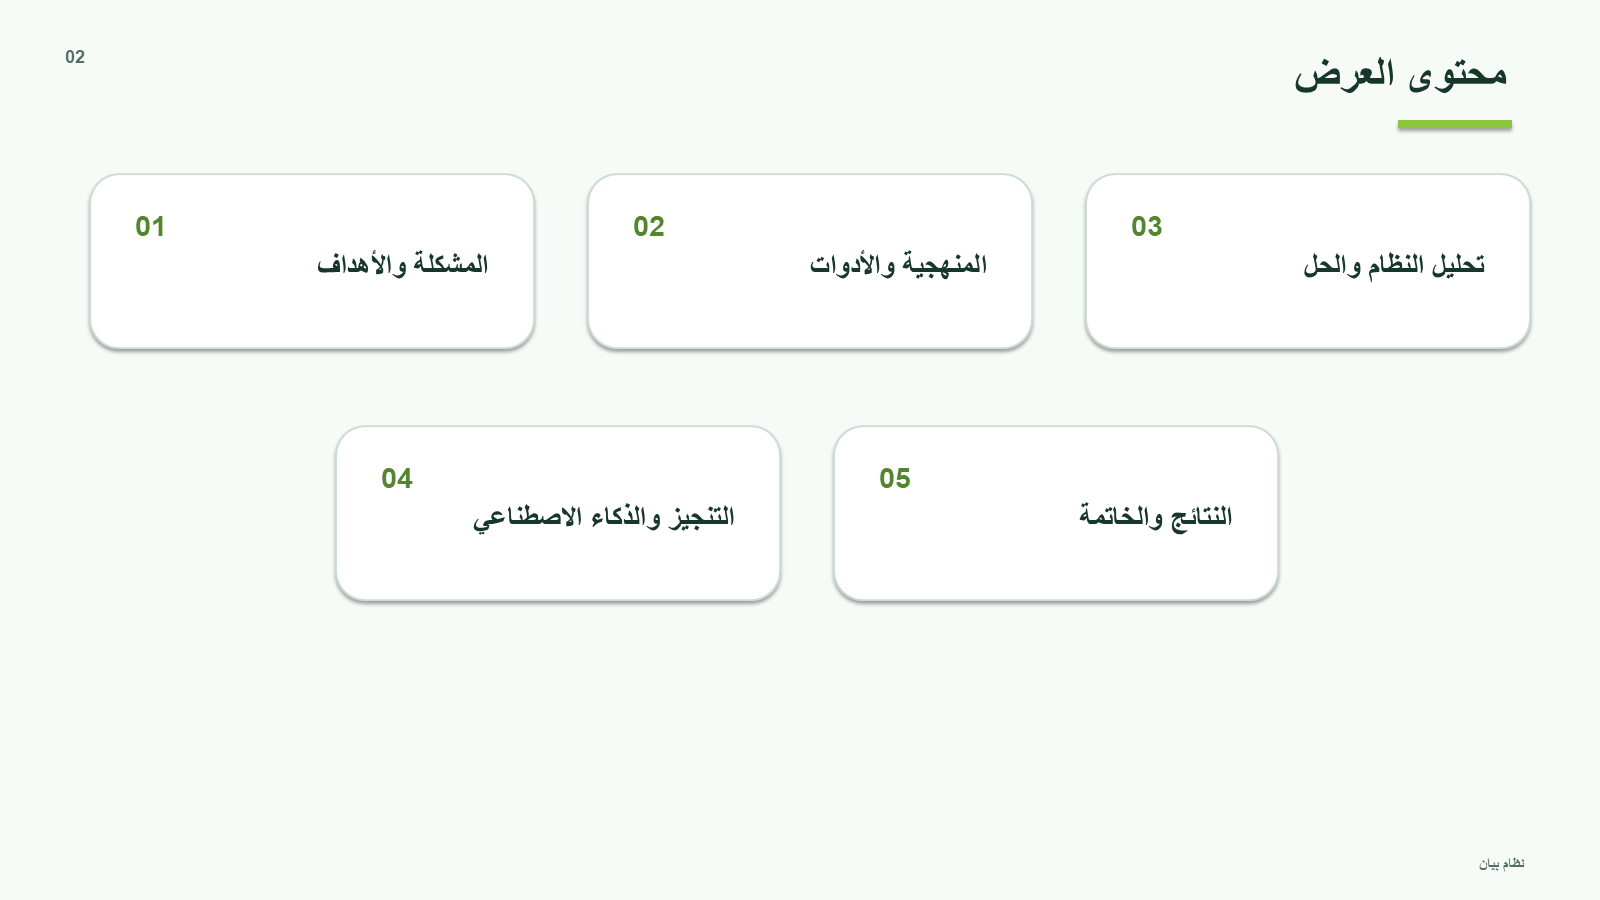 محتوى العرض
02
01
المشكلة والأهداف
02
المنهجية والأدوات
03
تحليل النظام والحل
04
التنجيز والذكاء الاصطناعي
05
النتائج والخاتمة
نظام بيان